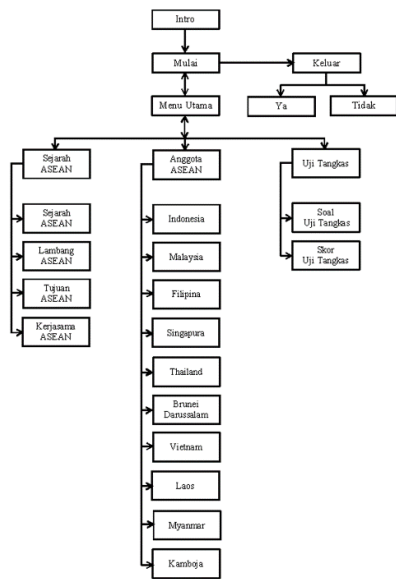 Intro
Mulai
Keluar
Menu Utama
Ya
Tidak
Sejarah
ASEAN
Anggota
ASEAN
Uji Tangkas
Sejarah
ASEAN
Lambang
ASEAN
Tujuan
ASEAN
Kerjasama
ASEAN
Indonesia
Malaysia
Filipina
Singapura
Thailand
Brunei
Darussalam
Vietnam
Laos
Myanmar
Kamboja
Soal
Uji Tangkas
Skor
Uji Tangkas